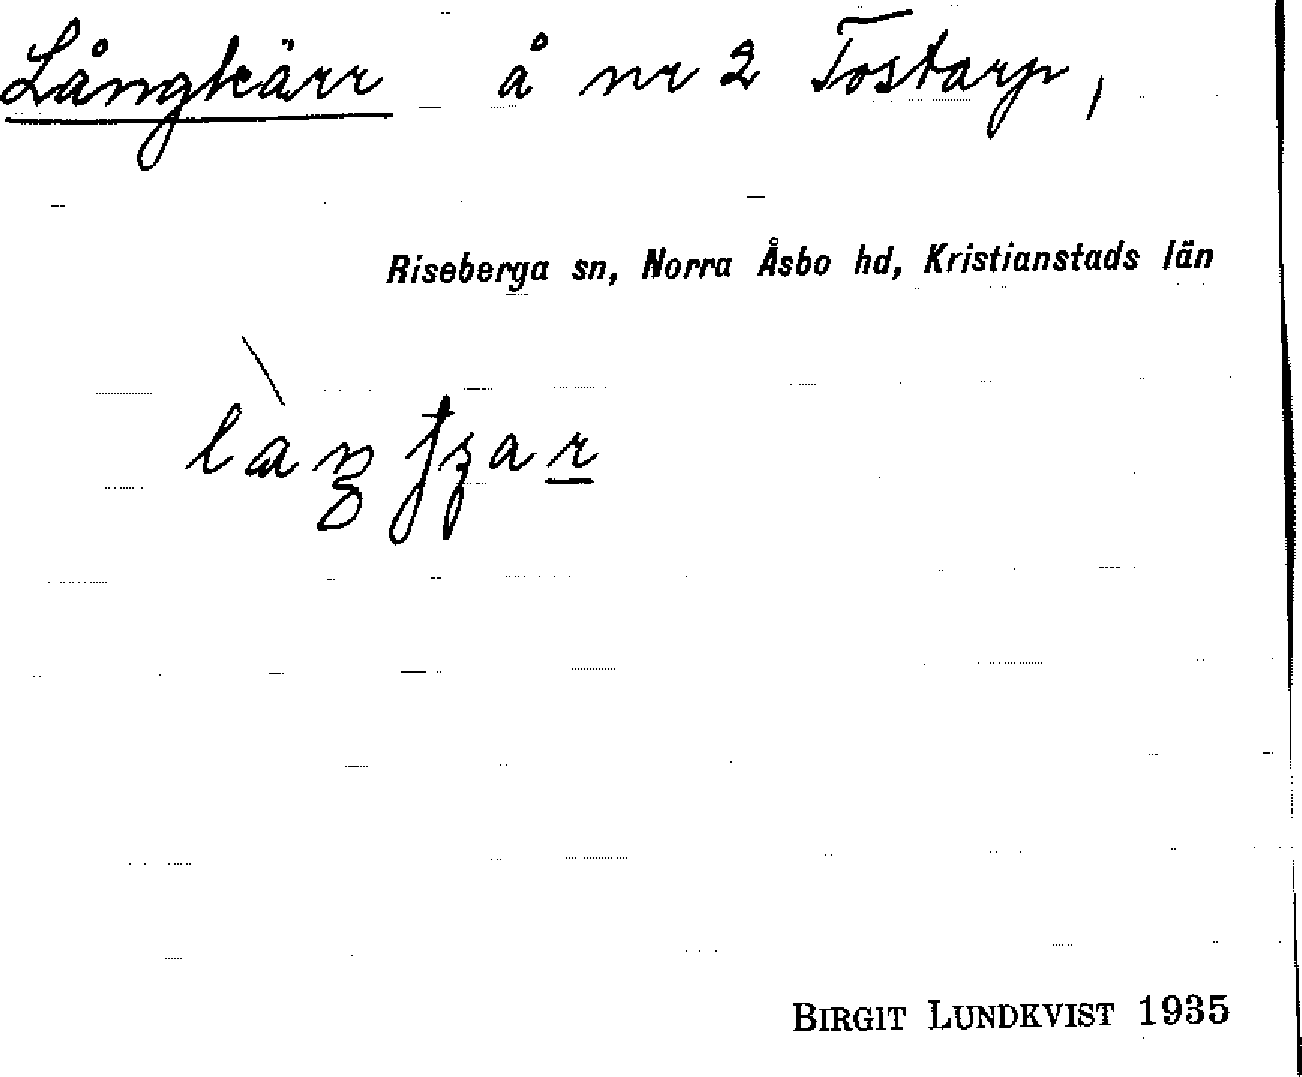 Långkärr å nr 2 Tostarp,
Riseberga sn, Norra Åsbo hd, Kristianstads län
BIRGIT LUNDKVIST 1935